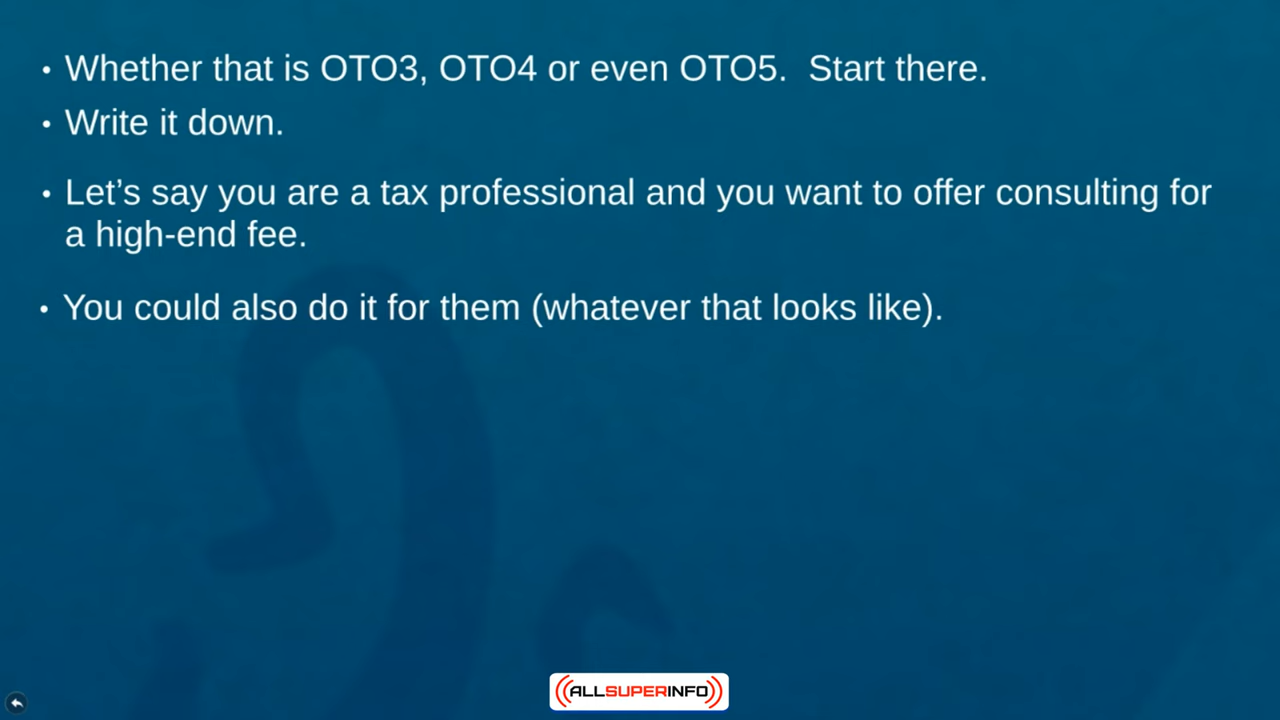 • Whether that is OTO3, OTO4 or even OTO5.  Start there.
• Write it down.
• Let’s say you are a tax professional and you want to offer consulting for
a high-end fee.
• You could also do it for them (whatever that looks like).
ALLSUPERINFO